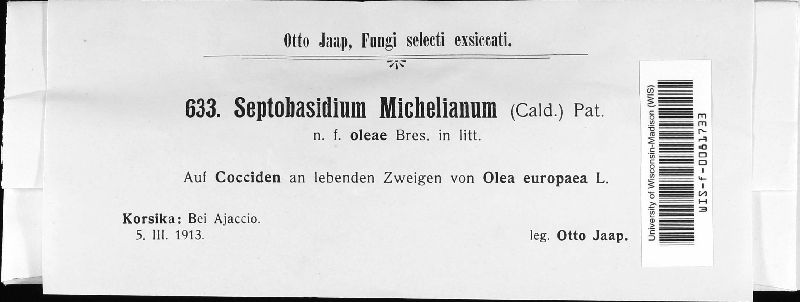 Otto Jaap, Fungi selecti exsiccati.
633. Septobasidium Michelianum (Cald.) Pat.
n. f. oleae Bres. in litt.
Auf Cocciden an lebenden Zweigen von Olea europaea L.
Korsika: Bei Ajaccio.
5. III. 1913.
leg. Otto Jaap.
University of Wisconsin-Madison (WIS)
WIS-f-0091733